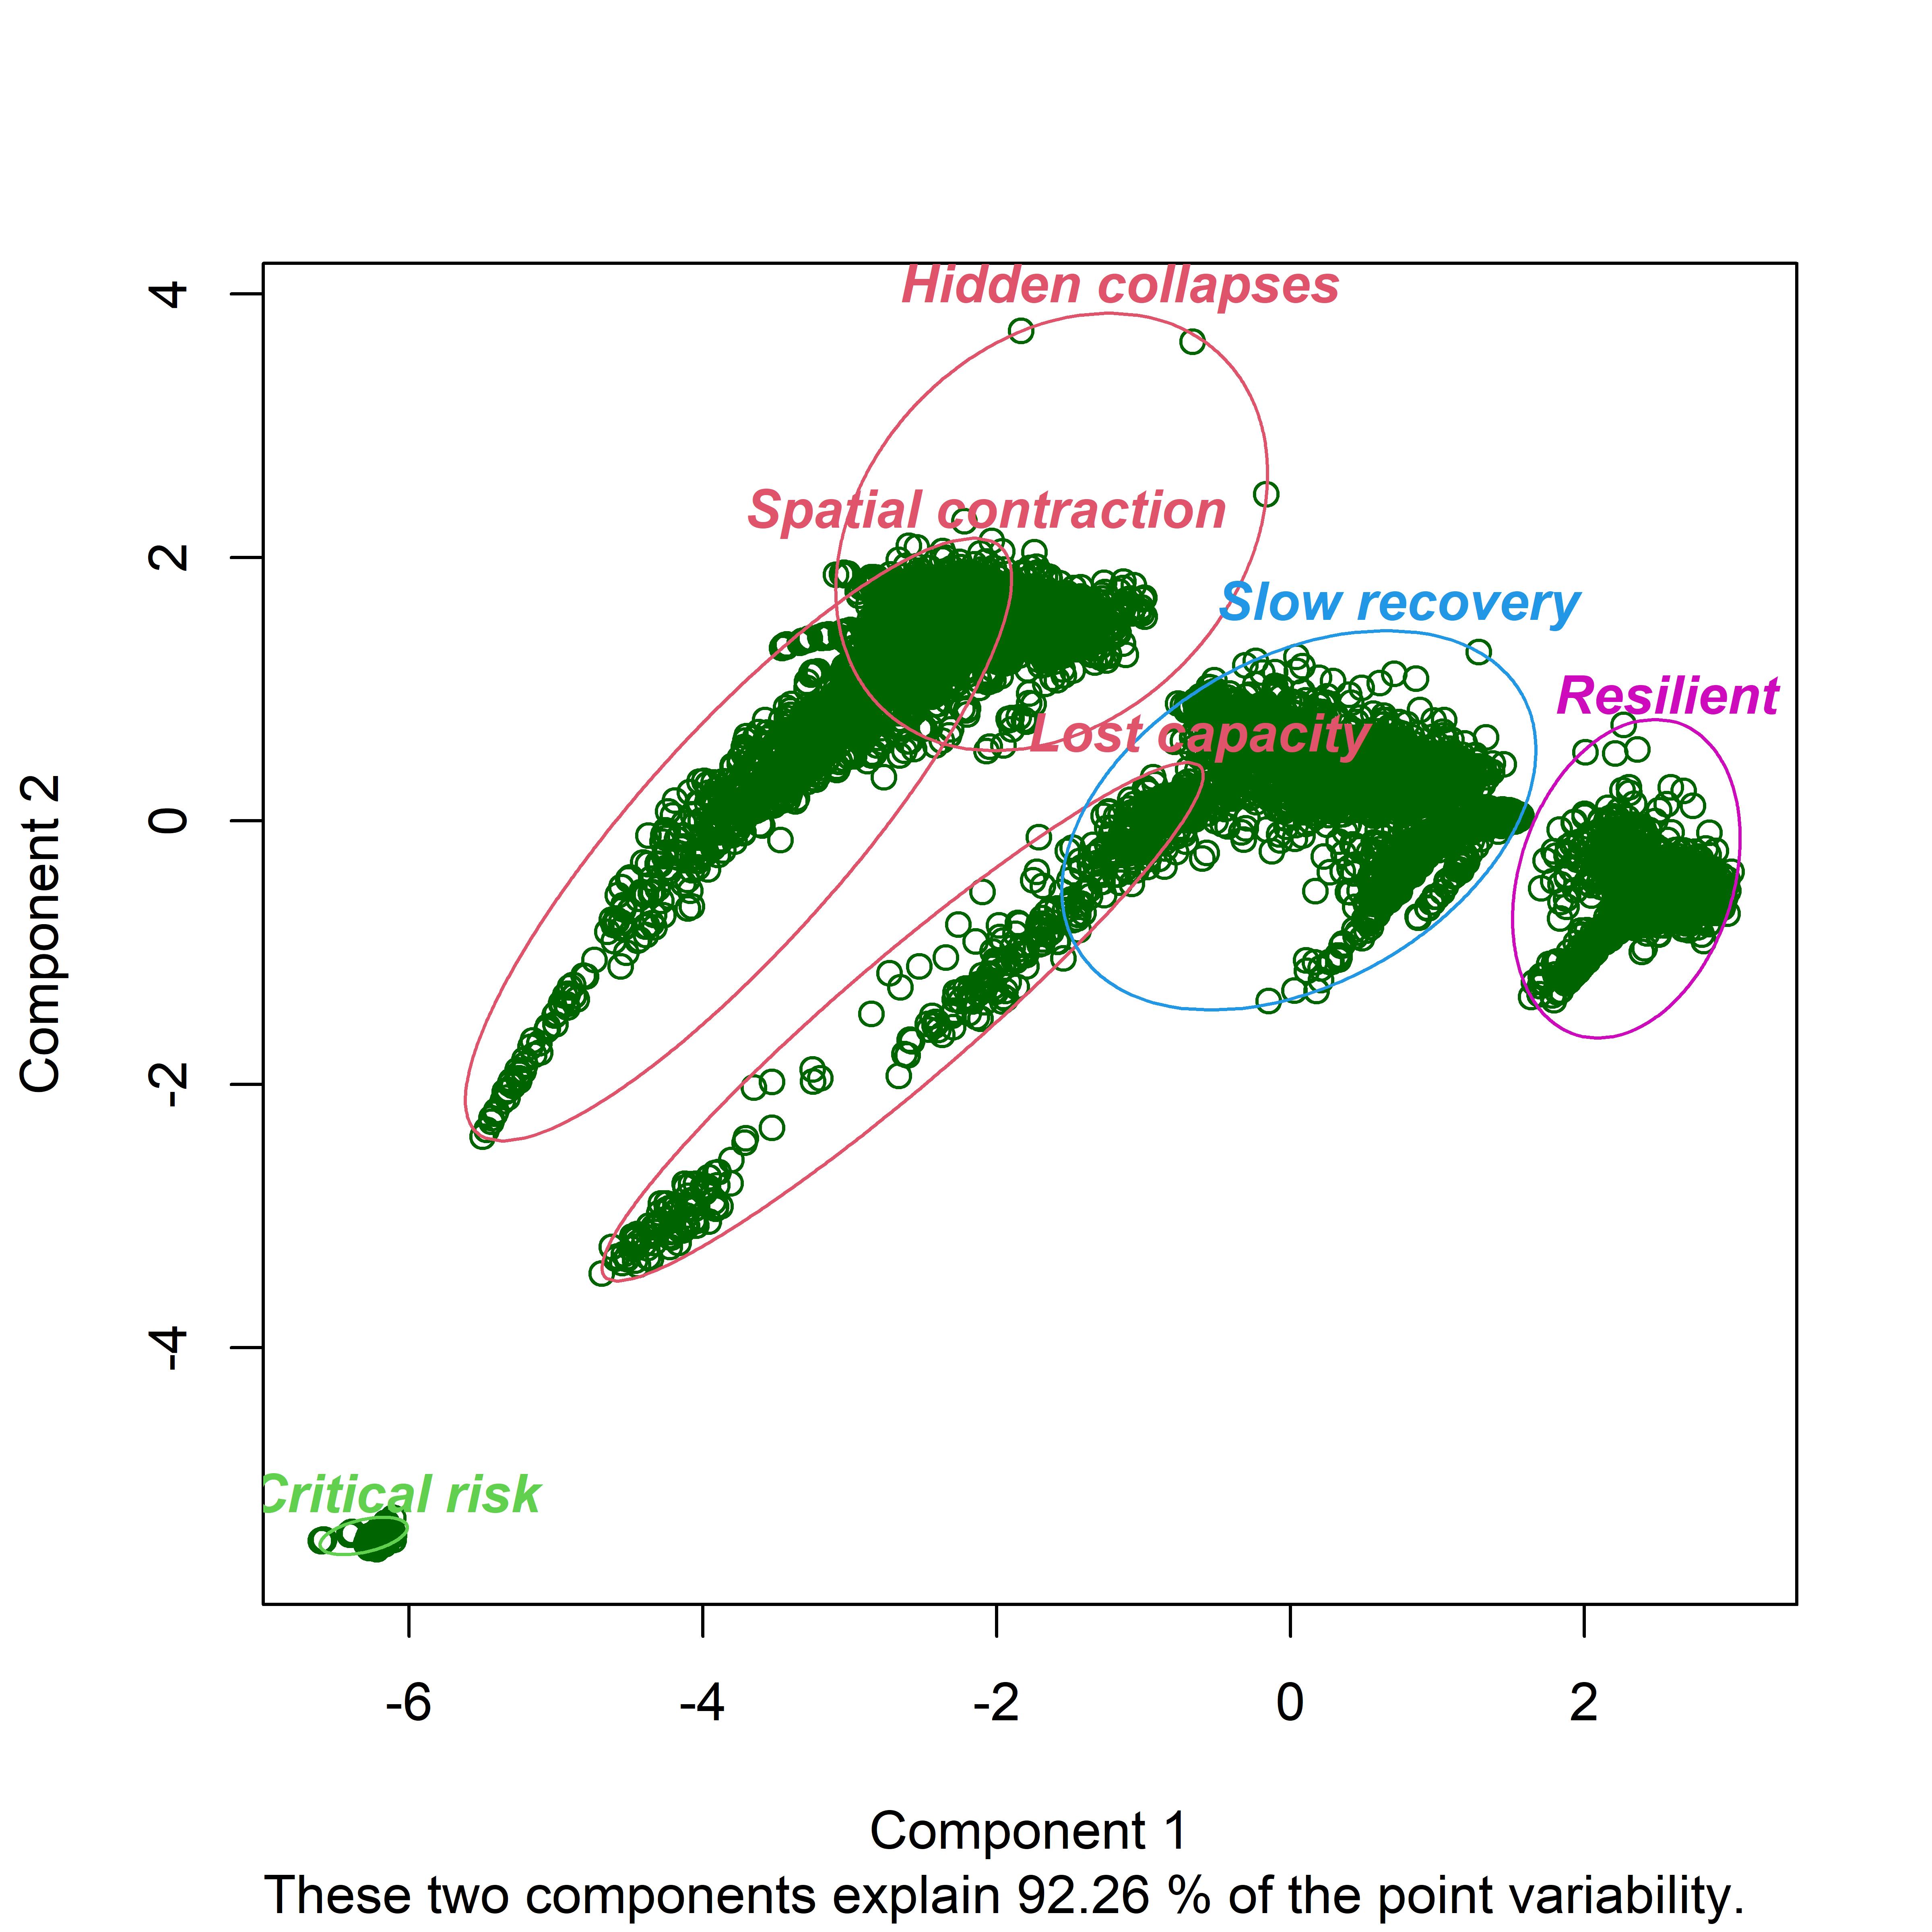 Hidden collapses
Spatial contraction
Slow recovery
Resilient
Lost capacity
Critical risk
Component 2
4
2
0
-2
-4
-6
-4
-2
0
2
Component 1
These two components explain 92.26 % of the point variability.